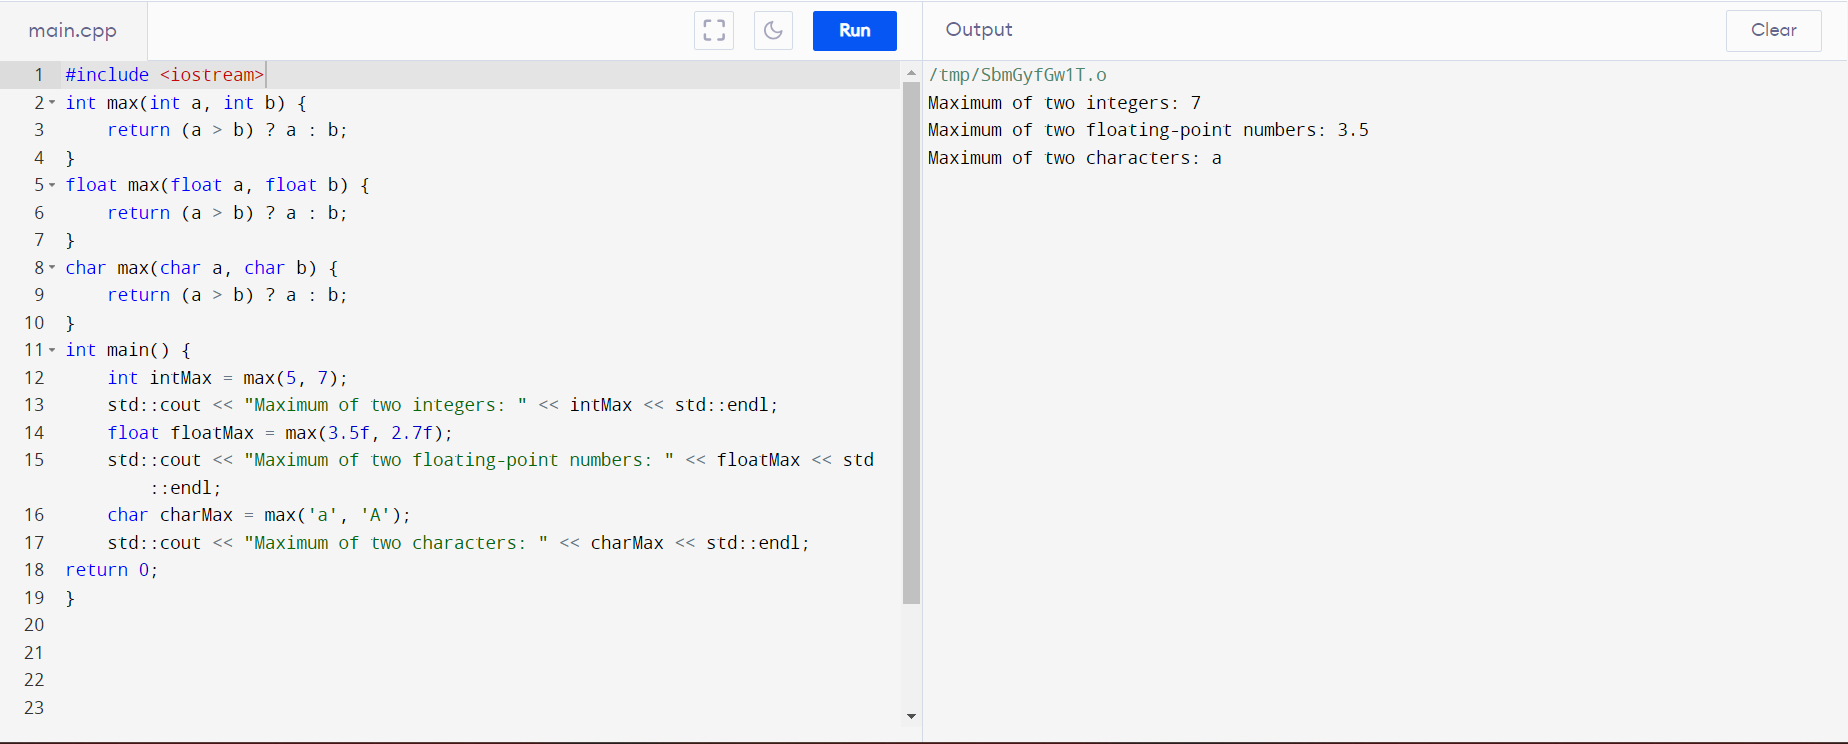 main.cpp
Run
Output
Clear
1 #include <iostream>
2 int max(int a, int b) {
3     return (a > b) ? a : b;
4 }
5 float max(float a, float b) {
6     return (a > b) ? a : b;
7 }
8 char max(char a, char b) {
9     return (a > b) ? a : b;
10 }
11 int main() {
12     int intMax = max(5, 7);
13     std::cout << "Maximum of two integers: " << intMax << std::endl;
14     float floatMax = max(3.5f, 2.7f);
15     std::cout << "Maximum of two floating-point numbers: " << floatMax << std
::endl;
16     char charMax = max('a', 'A');
17     std::cout << "Maximum of two characters: " << charMax << std::endl;
18 return 0;
19 }
20
21
22
23
/tmp/SbmGyfGw1T.o
Maximum of two integers: 7
Maximum of two floating-point numbers: 3.5
Maximum of two characters: a